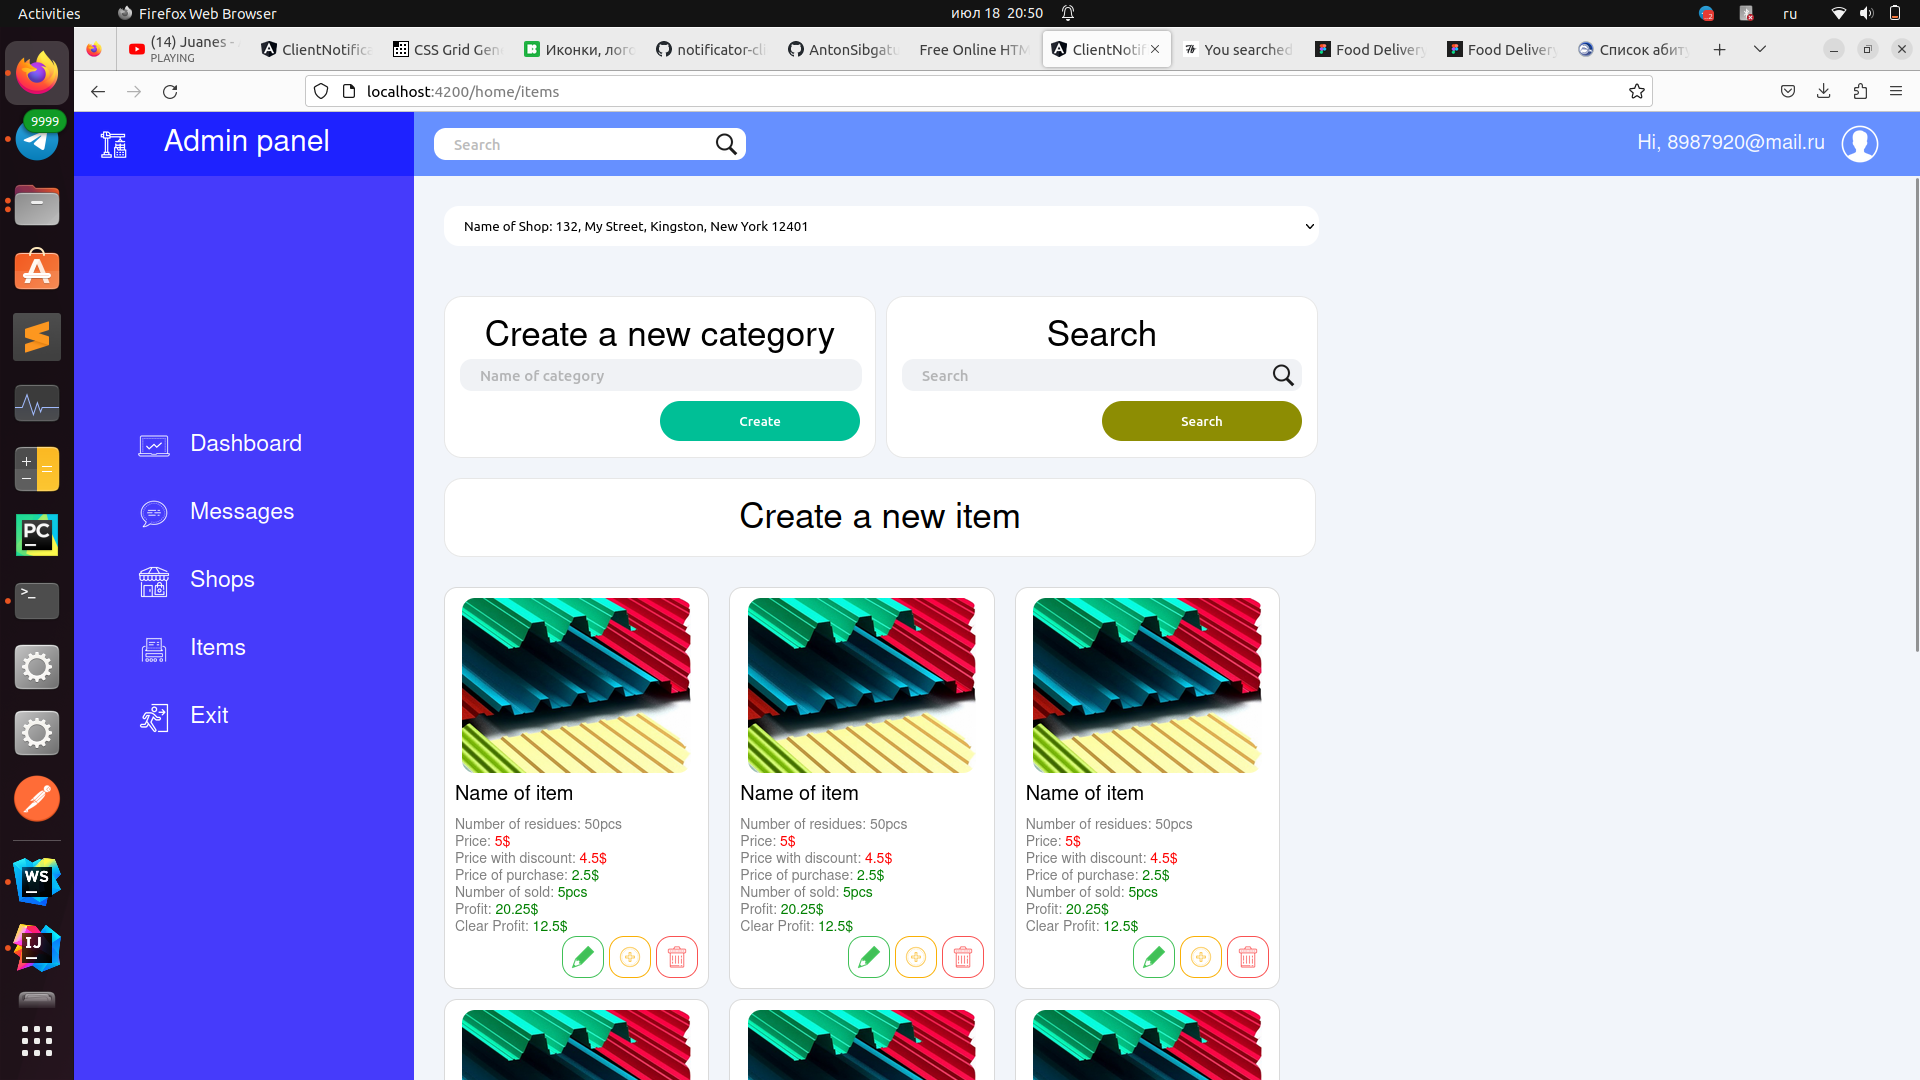 Activities
Firefox Web Browser
июл 18 20:50
ru
(14) Juanes -
PLAYING
ClientNotifica
CSS Grid Gen
Иконки, лого
notificator-cli
AntonSibgatu
Free Online HTM
ClientNotif
You searched
Food Delivery
Food Delivery
Список абиту
localhost:4200/home/items
9999
Admin panel
Search
Hi, 8987920@mail.ru
Name of Shop: 132, My Street, Kingston, New York 12401
Create a new category
Name of category
Create
Search
Search
Search
Create a new item
Dashboard
Messages
Shops
Items
Exit
PC
WS
IJ
Name of item
Number of residues: 50pcs
Price: 5$
Price with discount: 4.5$
Price of purchase: 2.5$
Number of sold: 5pcs
Profit: 20.25$
Clear Profit: 12.5$
Name of item
Number of residues: 50pcs
Price: 5$
Price with discount: 4.5$
Price of purchase: 2.5$
Number of sold: 5pcs
Profit: 20.25$
Clear Profit: 12.5$
Name of item
Number of residues: 50pcs
Price: 5$
Price with discount: 4.5$
Price of purchase: 2.5$
Number of sold: 5pcs
Profit: 20.25$
Clear Profit: 12.5$